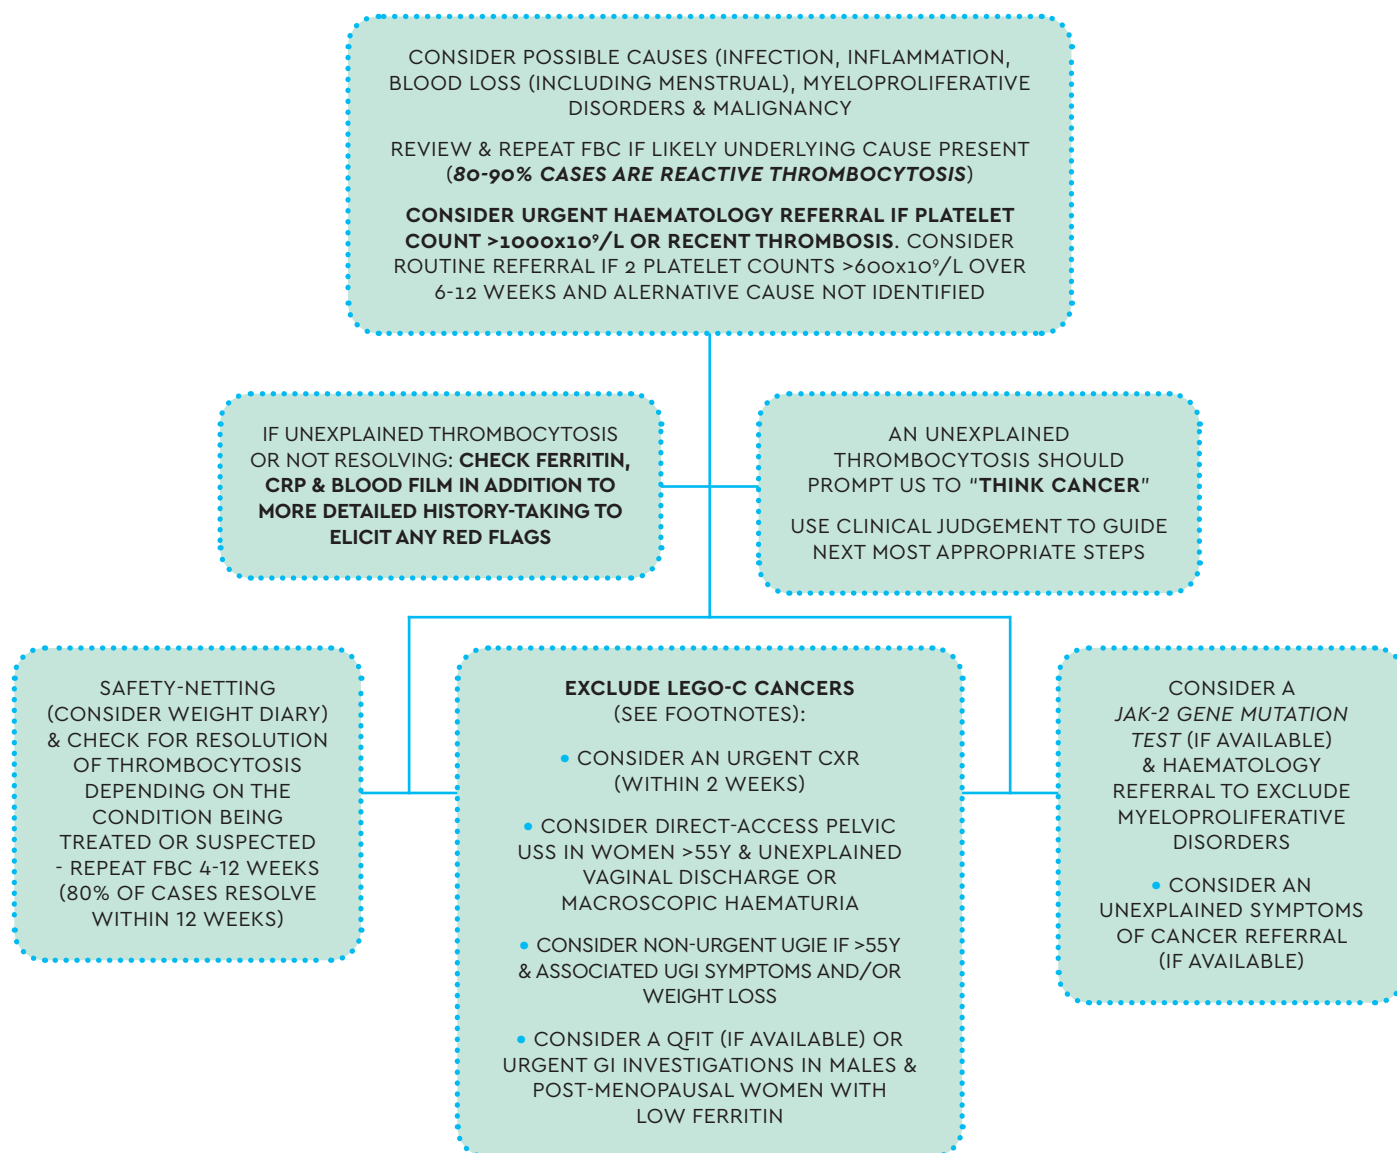 CONSIDER POSSIBLE CAUSES (INFECTION, INFLAMMATION,
BLOOD LOSS (INCLUDING MENSTRUAL), MYELOPROLIFERATIVE
DISORDERS & MALIGNANCY
REVIEW & REPEAT FBC IF LIKELY UNDERLYING CAUSE PRESENT
(80-90% CASES ARE REACTIVE THROMBOCYTOSIS)
CONSIDER URGENT HAEMATOLOGY REFERRAL IF PLATELET
COUNT >1000x10⁹/L OR RECENT THROMBOSIS. CONSIDER
ROUTINE REFERRAL IF 2 PLATELET COUNTS >600x10⁹/L OVER
6-12 WEEKS AND ALERNATIVE CAUSE NOT IDENTIFIED
IF UNEXPLAINED THROMBOCYTOSIS
OR NOT RESOLVING: CHECK FERRITIN,
CRP & BLOOD FILM IN ADDITION TO
MORE DETAILED HISTORY-TAKING TO
ELICIT ANY RED FLAGS
AN UNEXPLAINED
THROMBOCYTOSIS SHOULD
PROMPT US TO "THINK CANCER"
USE CLINICAL JUDGEMENT TO GUIDE
NEXT MOST APPROPRIATE STEPS
SAFETY-NETTING
(CONSIDER WEIGHT DIARY)
& CHECK FOR RESOLUTION
OF THROMBOCYTOSIS
DEPENDING ON THE
CONDITION BEING
TREATED OR SUSPECTED
- REPEAT FBC 4-12 WEEKS
(80% OF CASES RESOLVE
WITHIN 12 WEEKS)
EXCLUDE LEGO-C CANCERS
(SEE FOOTNOTES):
• CONSIDER AN URGENT CXR
(WITHIN 2 WEEKS)
• CONSIDER DIRECT-ACCESS PELVIC
USS IN WOMEN >55Y & UNEXPLAINED
VAGINAL DISCHARGE OR
MACROSCOPIC HAEMATURIA
• CONSIDER NON-URGENT UGIE IF >55Y
& ASSOCIATED UGI SYMPTOMS AND/OR
WEIGHT LOSS
• CONSIDER A QFIT (IF AVAILABLE) OR
URGENT GI INVESTIGATIONS IN MALES &
POST-MENOPAUSAL WOMEN WITH
LOW FERRITIN
CONSIDER A
JAK-2 GENE MUTATION
TEST (IF AVAILABLE)
& HAEMATOLOGY
REFERRAL TO EXCLUDE
MYELOPROLIFERATIVE
DISORDERS
• CONSIDER AN
UNEXPLAINED SYMPTOMS
OF CANCER REFERRAL
(IF AVAILABLE)